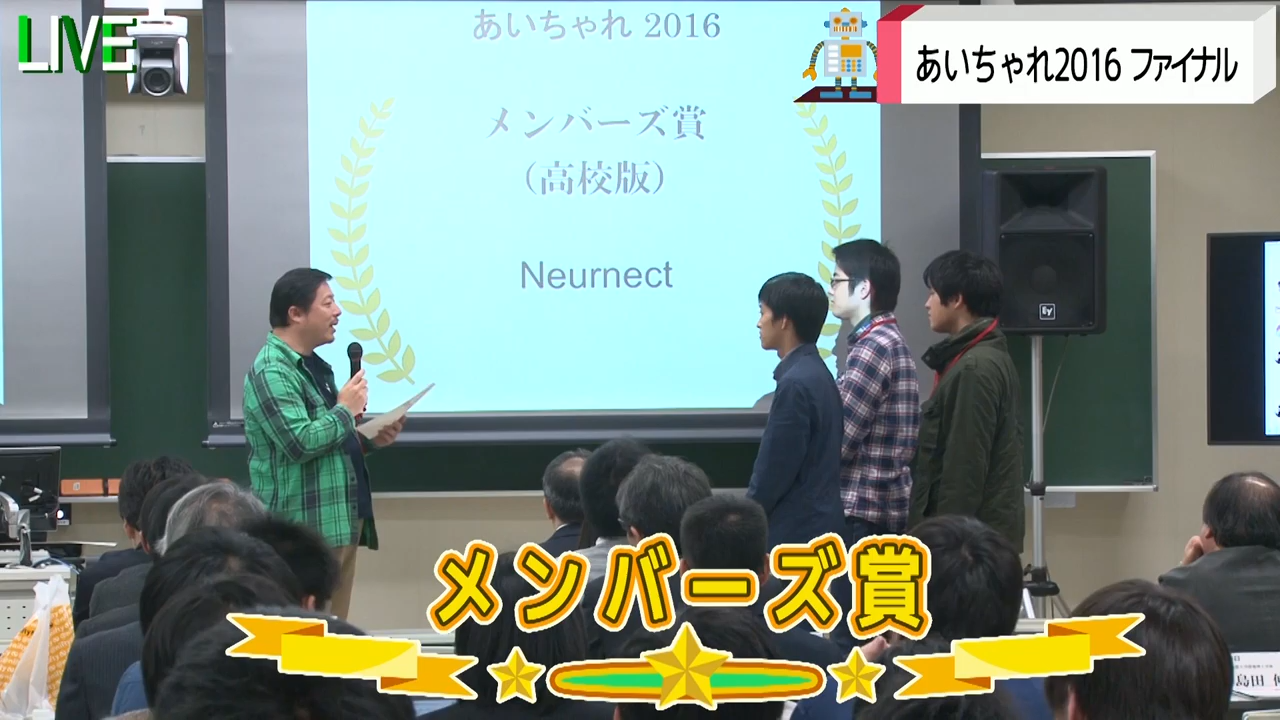 LIVE
あいちゃれ2016 ファイナル
あいちゃれ 2016
メンバーズ賞
（高校版）
Neurnect
EV
メンバーズ賞